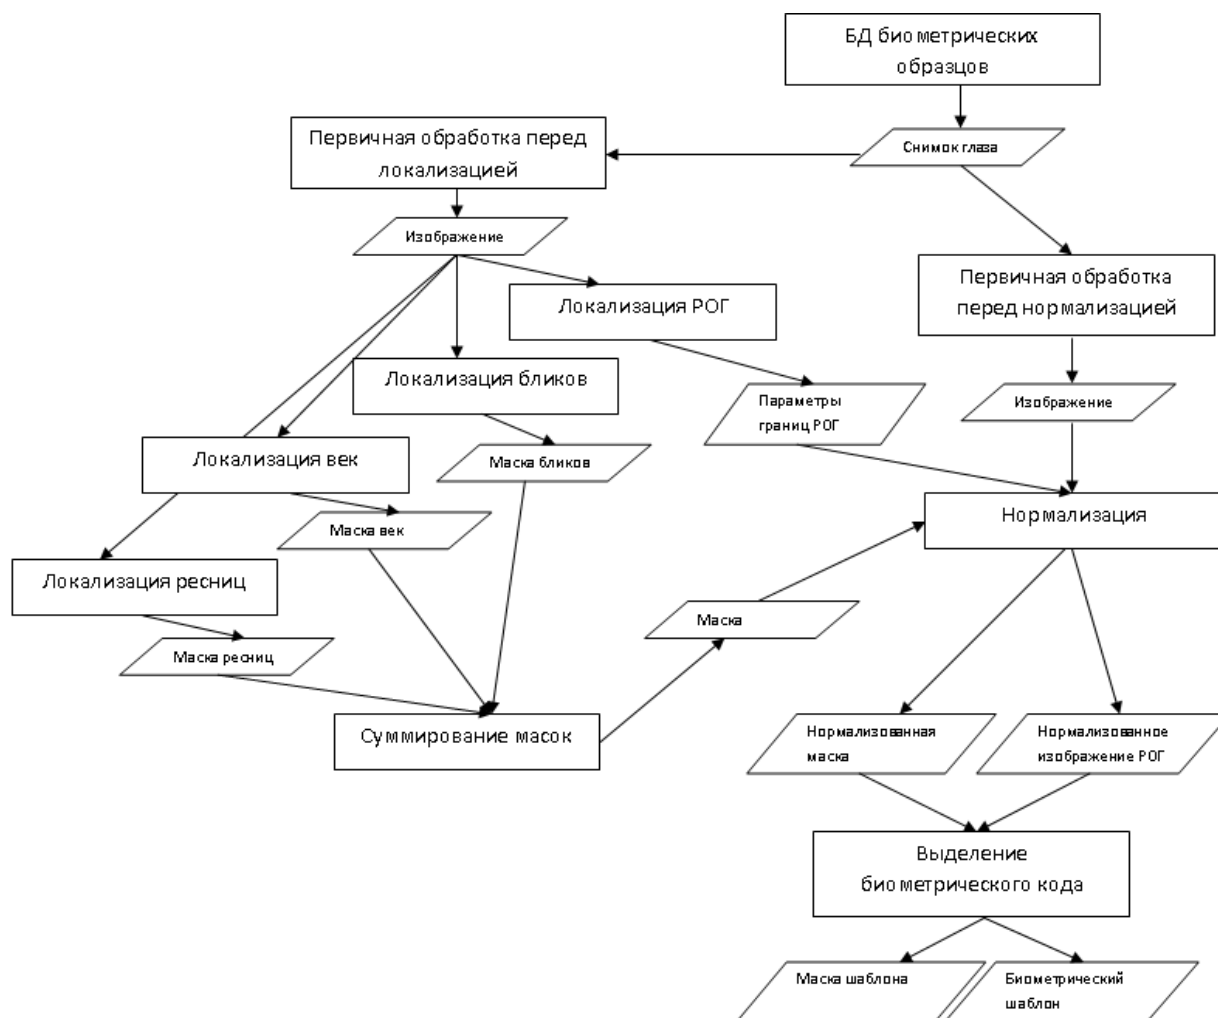 БД биометрических
образцов
Первичная обработка перед
локализацией
Снимок глаза
Изображение
Первичная обработка
перед нормализацией
Локализация РОГ
Локализация бликов
Параметры
границ РОГ
Изображение
Локализация век
Маска бликов
Нормализация
Маска век
Локализация ресниц
Маска
Маска ресниц
Суммирование масок
Нормализованная
маска
Нормализованное
изображение РОГ
Выделение
биометрического кода
Маска шаблона
Биометрический
шаблон